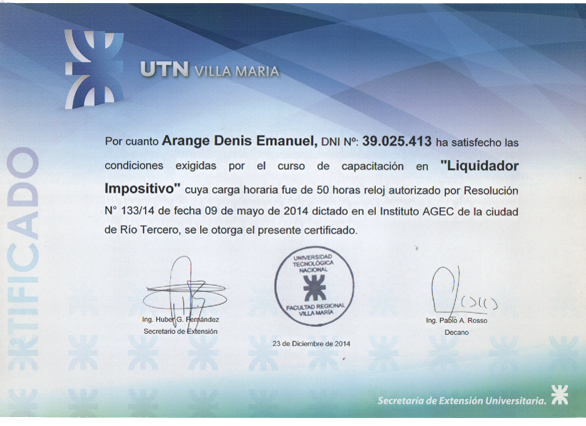 UTN VILLA MARIA
CERTIFICADO
Por cuanto Arange Denis Emanuel, DNI Nº: 39.025.413 ha satisfecho las
condiciones exigidas por el curso de capacitación en "Liquidador
Impositivo" cuya carga horaria fue de 50 horas reloj autorizado por Resolución
N° 133/14 de fecha 09 de mayo de 2014 dictado en el Instituto AGEC de la ciudad
de Río Tercero, se le otorga el presente certificado.
UNIVERSIDAD
TECNOLÓGICA
NACIONAL
FACULTAD REGIONAL
VILLA MARÍA
Ing. Huber G. Fernández
Secretario de Extensión
Ing. Pablo A. Rosso
Decano
23 de Diciembre de 2014
Secretaría de Extensión Universitaria.